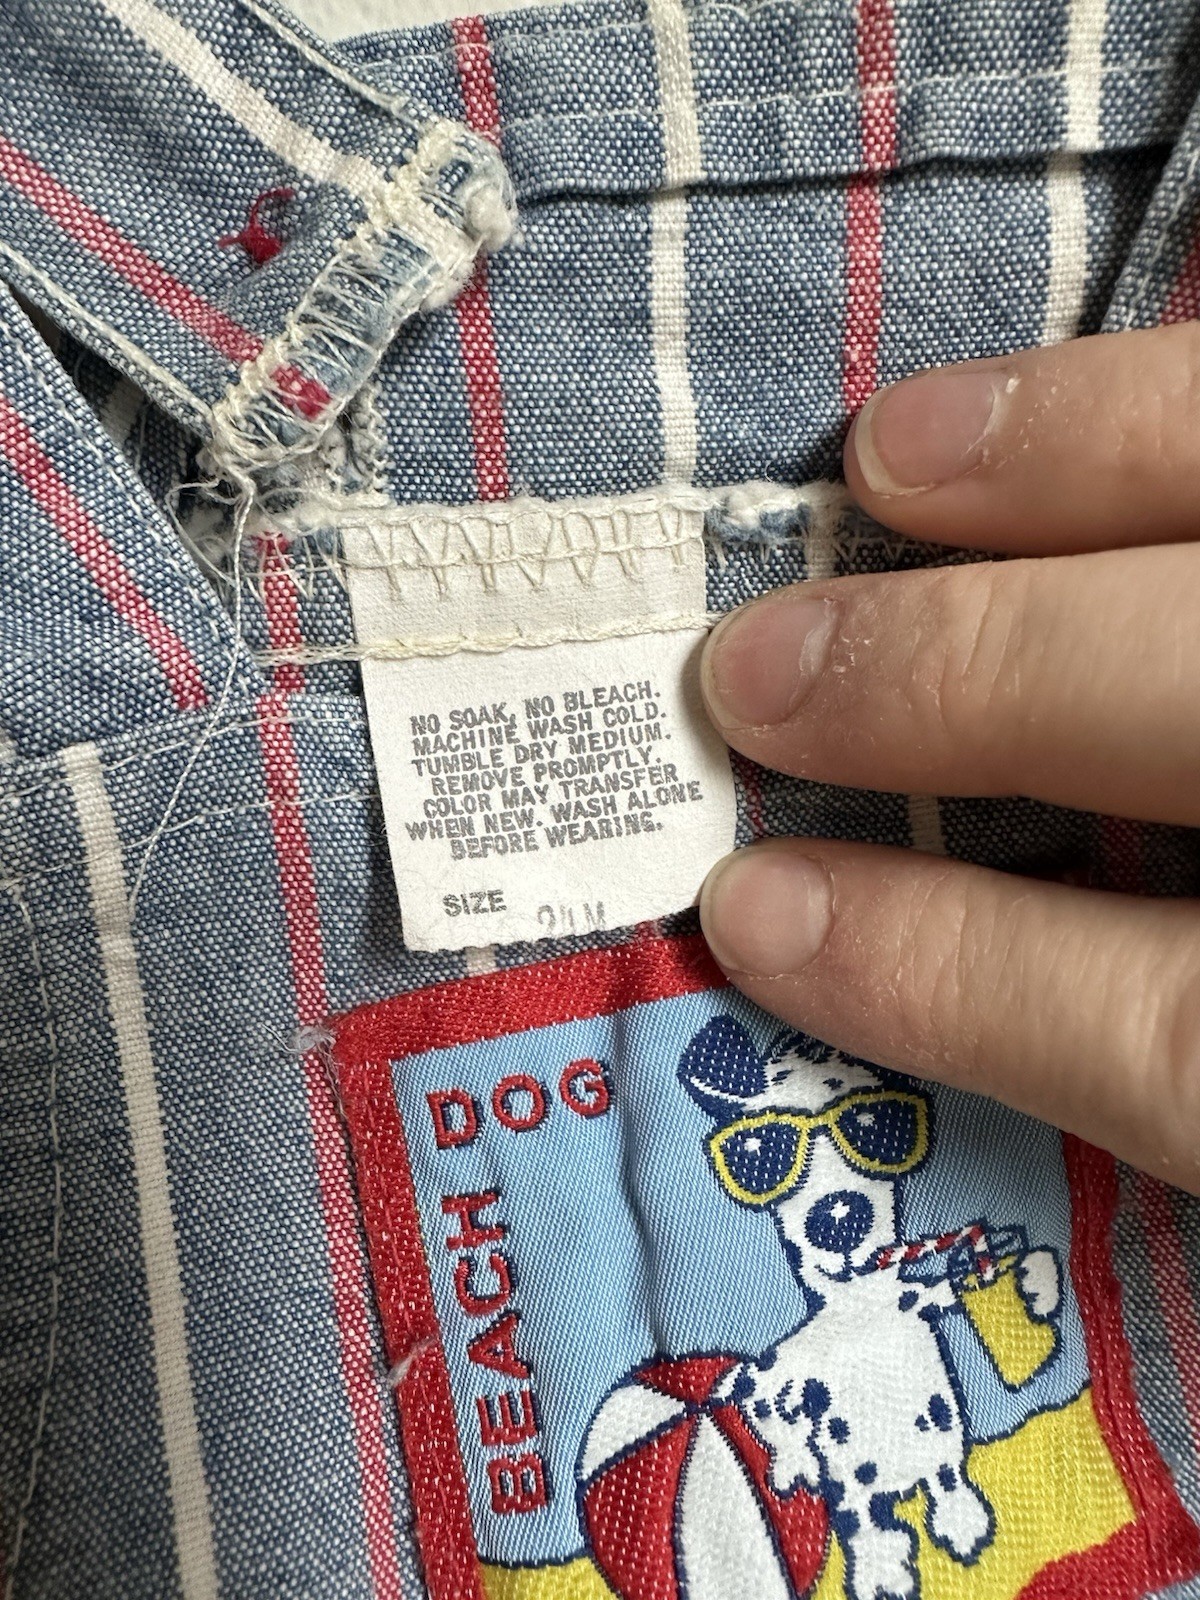 NO SOAK, NO BLEACH.
MACHINE WASH COLD.
TUMBLE DRY MEDIUM.
REMOVE PROMPTLY.
COLOR MAY TRANSFER
WHEN NEW. WASH ALONE
BEFORE WEARING.
SIZE 24M
BEACH DOG